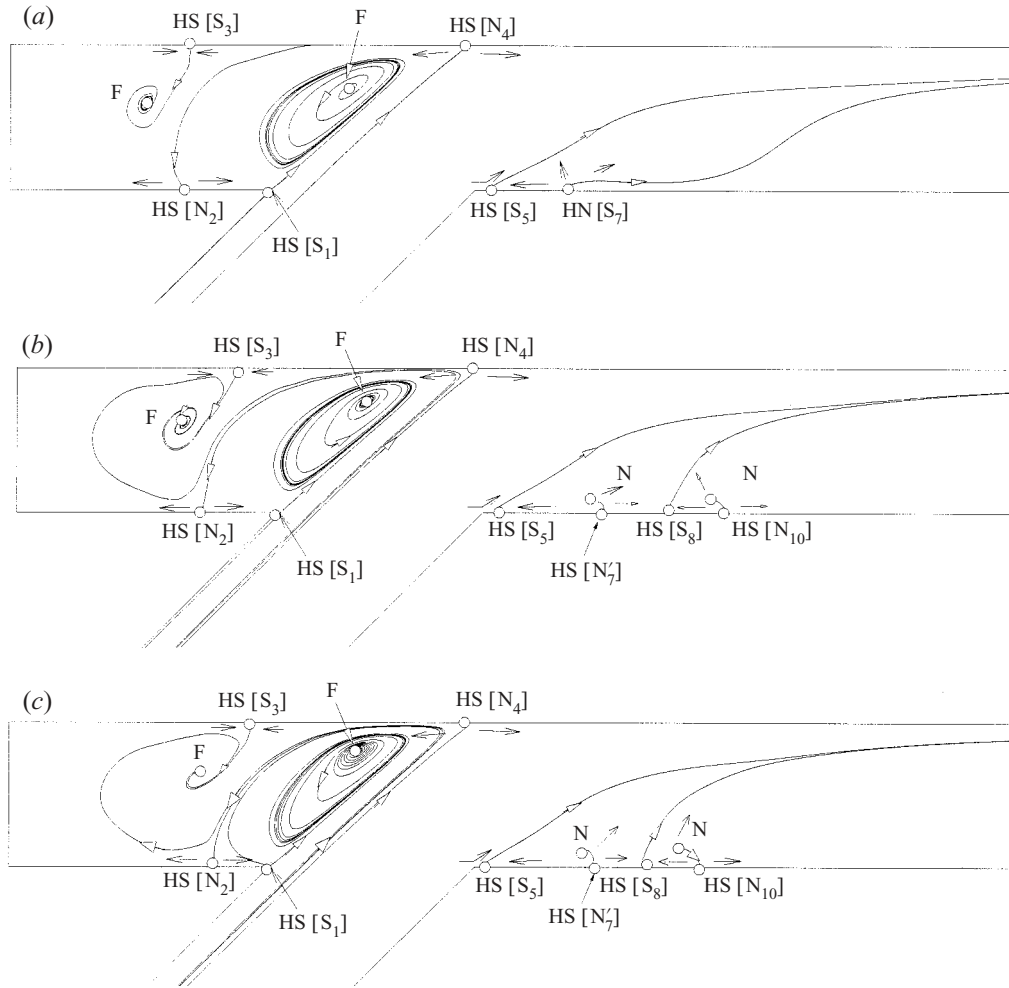 (a)
HS [S3]
F
HS [N4]
F
HS [N2]
HS [S1]
HS [S5]
HN [S7]
(b)
HS [S3]
F
HS [N4]
F
N
N
HS [N2]
HS [S5]
HS [S8]
HS [N10]
HS [S1]
HS [N′7]
(c)
HS [S3]
F
HS [N4]
F
N
N
HS [N2]
HS [S5]
HS [S8]
HS [N10]
HS [S1]
HS [N′7]